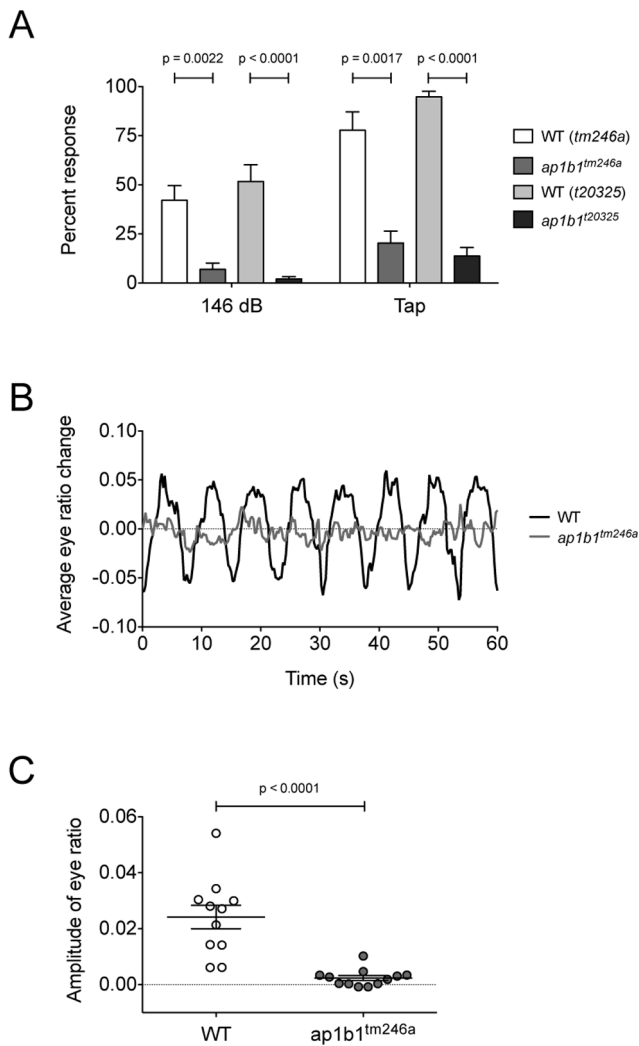 A
p = 0.0022
p < 0.0001
p = 0.0017
p < 0.0001
Percent response
100
75
50
25
0
146 dB
Tap
WT (tm246a)
ap1b1tm246a
WT (t20325)
ap1b1t20325
B
Average eye ratio change
0.10
0.05
0.00
-0.05
-0.10
0
10
20
30
40
50
60
Time (s)
WT
ap1b1tm246a
C
p < 0.0001
Amplitude of eye ratio
0.06
0.04
0.02
0.00
WT
ap1b1tm246a